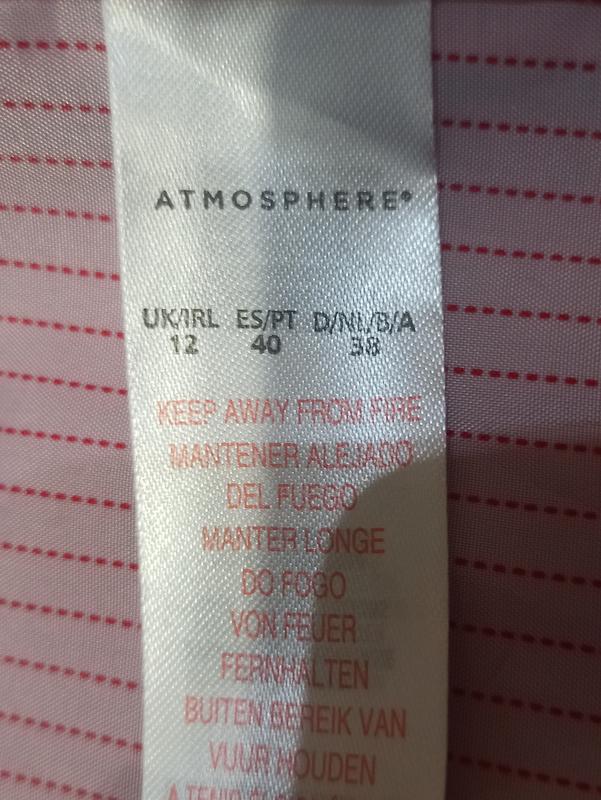 ATMOSPHERE®
UK/IRL ES/PT D/NL/B/A
12 40 38
KEEP AWAY FROM FIRE
MANTENER ALEJADO
DEL FUEGO
MANTER LONGE
DO FOGO
VON FEUER
FERNHALTEN
BUITEN BEREIK VAN
VUUR HOUDEN
A TENIR